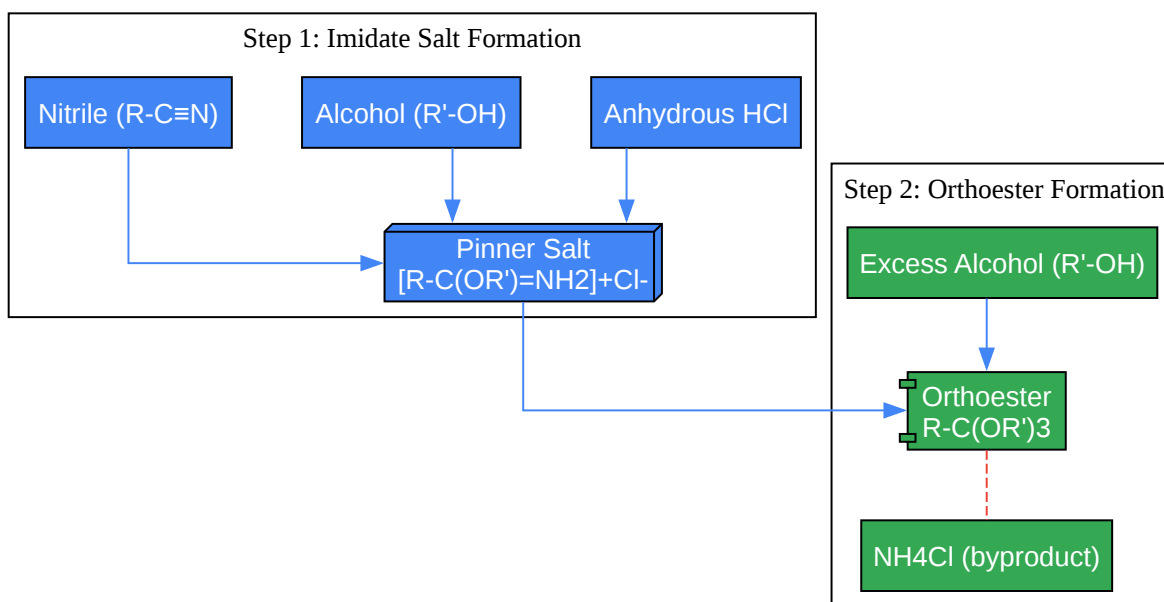 Step 1: Imidate Salt Formation
Nitrile (R-C≡N)
Alcohol (R'-OH)
Anhydrous HCl
Pinner Salt
[R-C(OR')=NH2]+Cl-
Step 2: Orthoester Formation
Excess Alcohol (R'-OH)
Orthoester
R-C(OR')3
NH4Cl (byproduct)